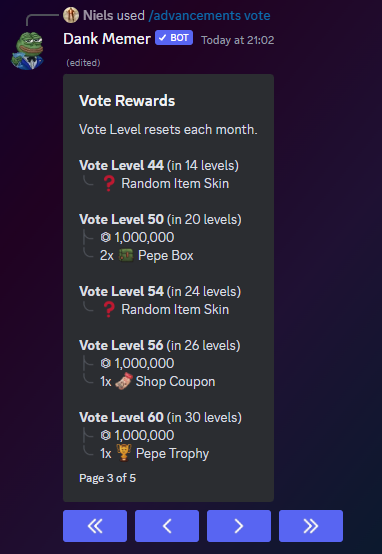 Niels used /advancements vote
Dank Memer ✓ BOT Today at 21:02
(edited)
Vote Rewards
Vote Level resets each month.
Vote Level 44 (in 14 levels)
❓ Random Item Skin
Vote Level 50 (in 20 levels)
⏣ 1,000,000
2x Pepe Box
Vote Level 54 (in 24 levels)
❓ Random Item Skin
Vote Level 56 (in 26 levels)
⏣ 1,000,000
1x Shop Coupon
Vote Level 60 (in 30 levels)
⏣ 1,000,000
1x Pepe Trophy
Page 3 of 5